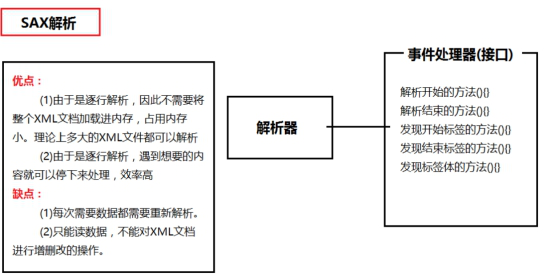 SAX解析
优点：
(1)由于是逐行解析，因此不需要将
整个XML文档加载进内存，占用内存
小。理论上多大的XML文件都可以解析
(2)由于是逐行解析，遇到想要的内
容就可以停下来处理，效率高
缺点：
(1)每次需要数据都需要重新解析。
(2)只能读数据，不能对XML文档
进行增删改的操作。
解析器
事件处理器(接口)
解析开始的方法(){}
解析结束的方法(){}
发现开始标签的方法(){}
发现结束标签的方法(){}
发现标签体的方法(){}